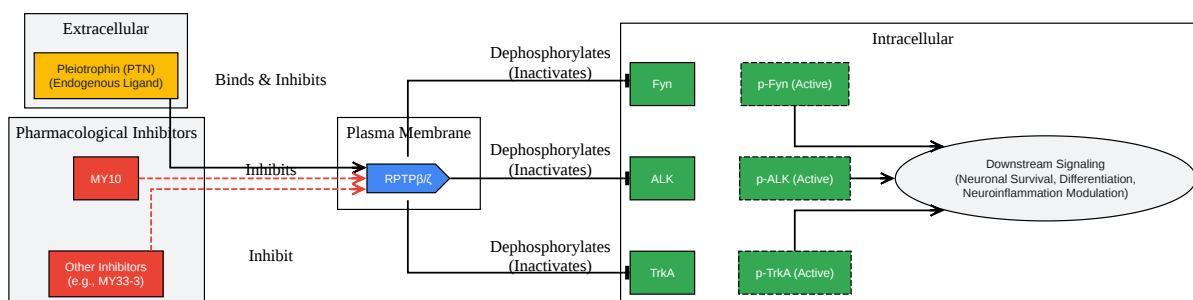 Extracellular
Pleiotrophin (PTN)
(Endogenous Ligand)
Binds & Inhibits
Pharmacological Inhibitors
MY10
Inhibits
Other Inhibitors
(e.g., MY33-3)
Inhibit
Plasma Membrane
RPTPβ/ζ
Dephosphorylates
(Inactivates)
Dephosphorylates
(Inactivates)
Dephosphorylates
(Inactivates)
Intracellular
Fyn
p-Fyn (Active)
ALK
p-ALK (Active)
TrkA
p-TrkA (Active)
Downstream Signaling
(Neuronal Survival, Differentiation,
Neuroinflammation Modulation)